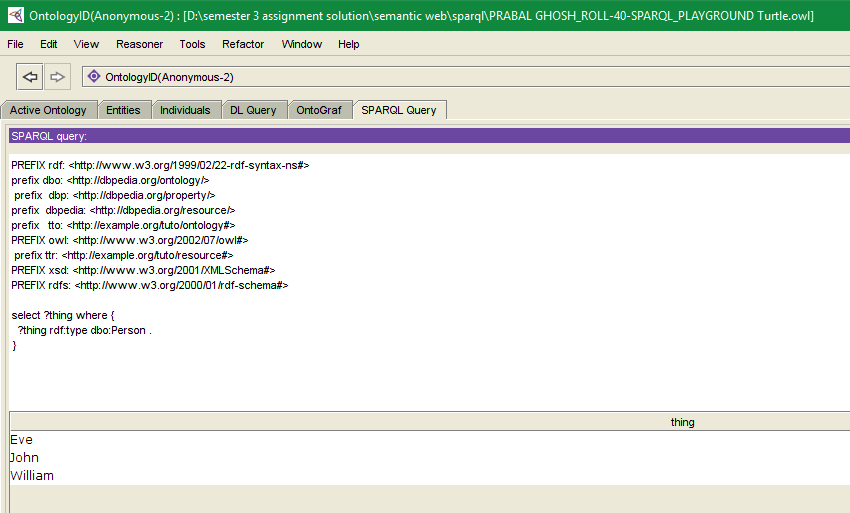 OntologyID(Anonymous-2) : [D:\semester 3 assignment solution\semantic web\sparql\PRABAL GHOSH_ROLL-40-SPARQL_PLAYGROUND Turtle.owl]
File Edit View Reasoner Tools Refactor Window Help
OntologyID(Anonymous-2)
Active Ontology Entities Individuals DL Query OntoGraf SPARQL Query
SPARQL query:
PREFIX rdf: <http://www.w3.org/1999/02/22-rdf-syntax-ns#>
prefix dbo: <http://dbpedia.org/ontology/>
prefix dbp: <http://dbpedia.org/property/>
prefix dbpedia: <http://dbpedia.org/resource/>
prefix tto: <http://example.org/tuto/ontology#>
PREFIX owl: <http://www.w3.org/2002/07/owl#>
prefix ttr: <http://example.org/tuto/resource#>
PREFIX xsd: <http://www.w3.org/2001/XMLSchema#>
PREFIX rdfs: <http://www.w3.org/2000/01/rdf-schema#>
select ?thing where {
?thing rdf:type dbo:Person .
}
thing
Eve
John
William